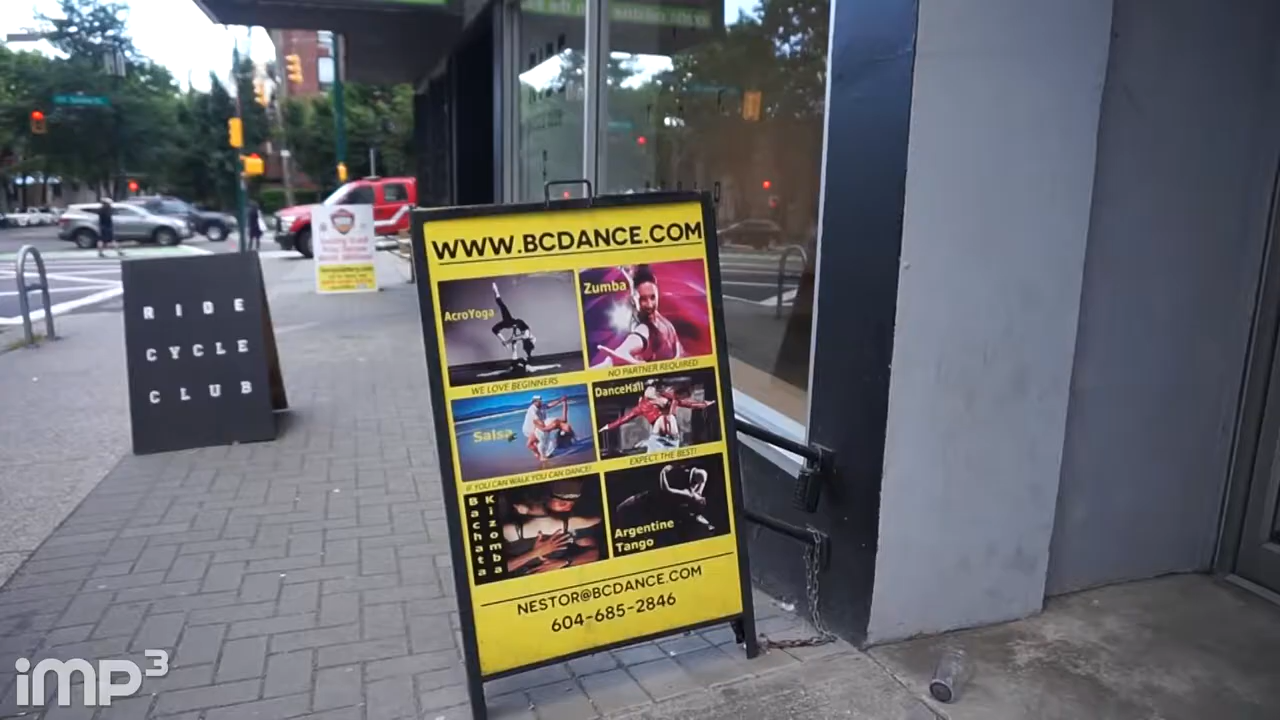 WWW.BCDANCE.COM
AcroYoga
Zumba
WE LOVE BEGINNERS
NO PARTNER REQUIRED
Salsa
DanceHall
IF YOU CAN WALK YOU CAN DANCE!
EXPECT THE BEST!
Bachata
Kizomba
Argentine
Tango
NESTOR@BCDANCE.COM
604-685-2846
RIDE
CYCLE
CLUB
iMP3